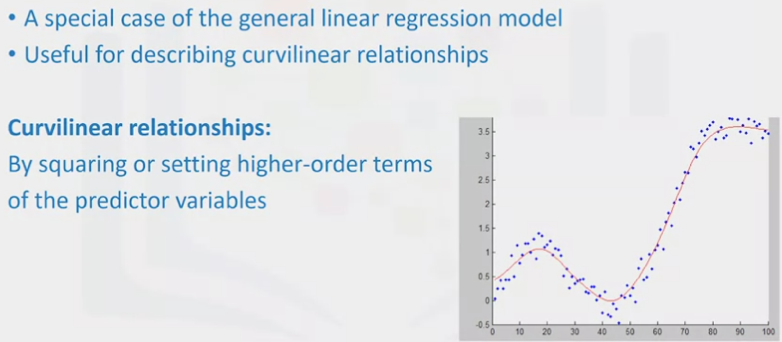 • A special case of the general linear regression model
• Useful for describing curvilinear relationships
Curvilinear relationships:
By squaring or setting higher-order terms
of the predictor variables
3.5
3
2.5
2
1.5
1
0.5
0
-0.5
0 10 20 30 40 50 60 70 80 90 100